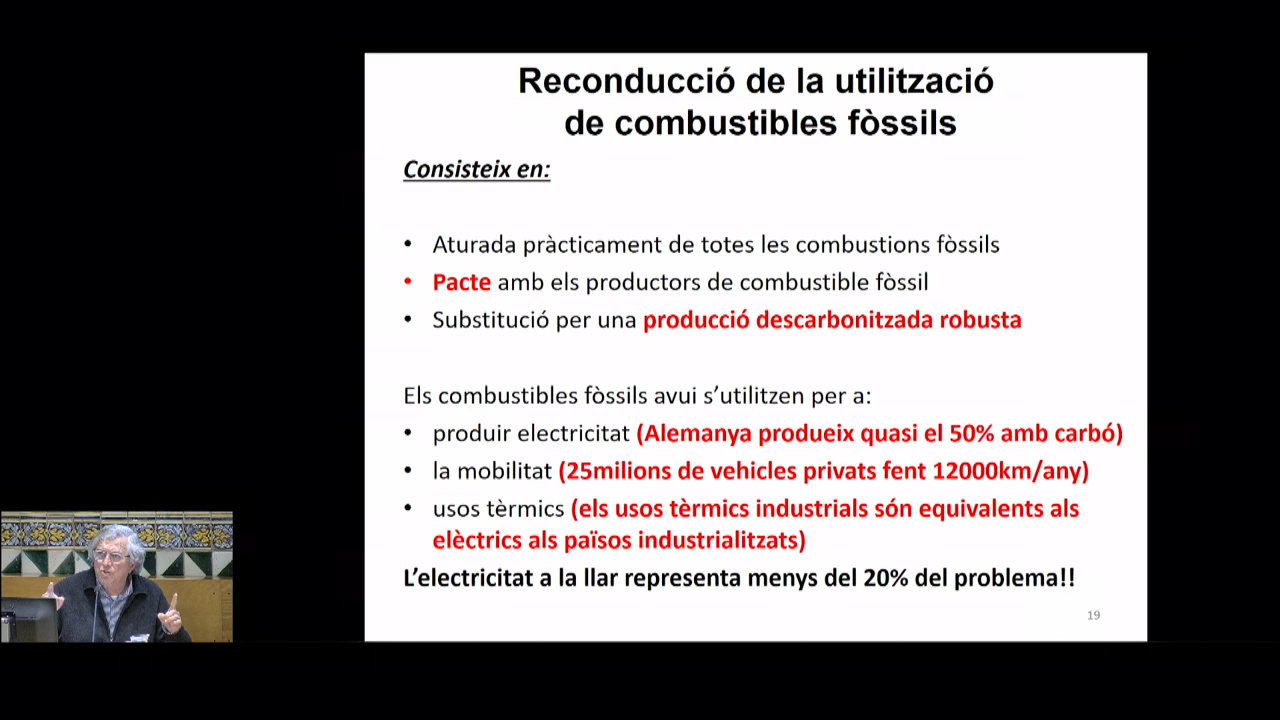 Reconducció de la utilització
de combustibles fòssils
Consisteix en:
• Aturada pràcticament de totes les combustions fòssils
• Pacte amb els productors de combustible fòssil
• Substitució per una producció descarbonitzada robusta
Els combustibles fòssils avui s’utilitzen per a:
• produir electricitat (Alemanya produeix quasi el 50% amb carbó)
• la mobilitat (25milions de vehicles privats fent 12000km/any)
• usos tèrmics (els usos tèrmics industrials són equivalents als
elèctrics als països industrialitzats)
L’electricitat a la llar representa menys del 20% del problema!!
19